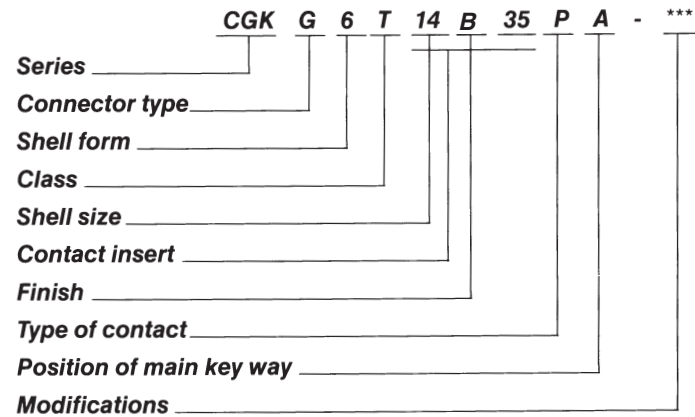 CGK G 6 T 14 B 35 P A - ***
Series
Connector type
Shell form
Class
Shell size
Contact insert
Finish
Type of contact
Position of main key way
Modifications